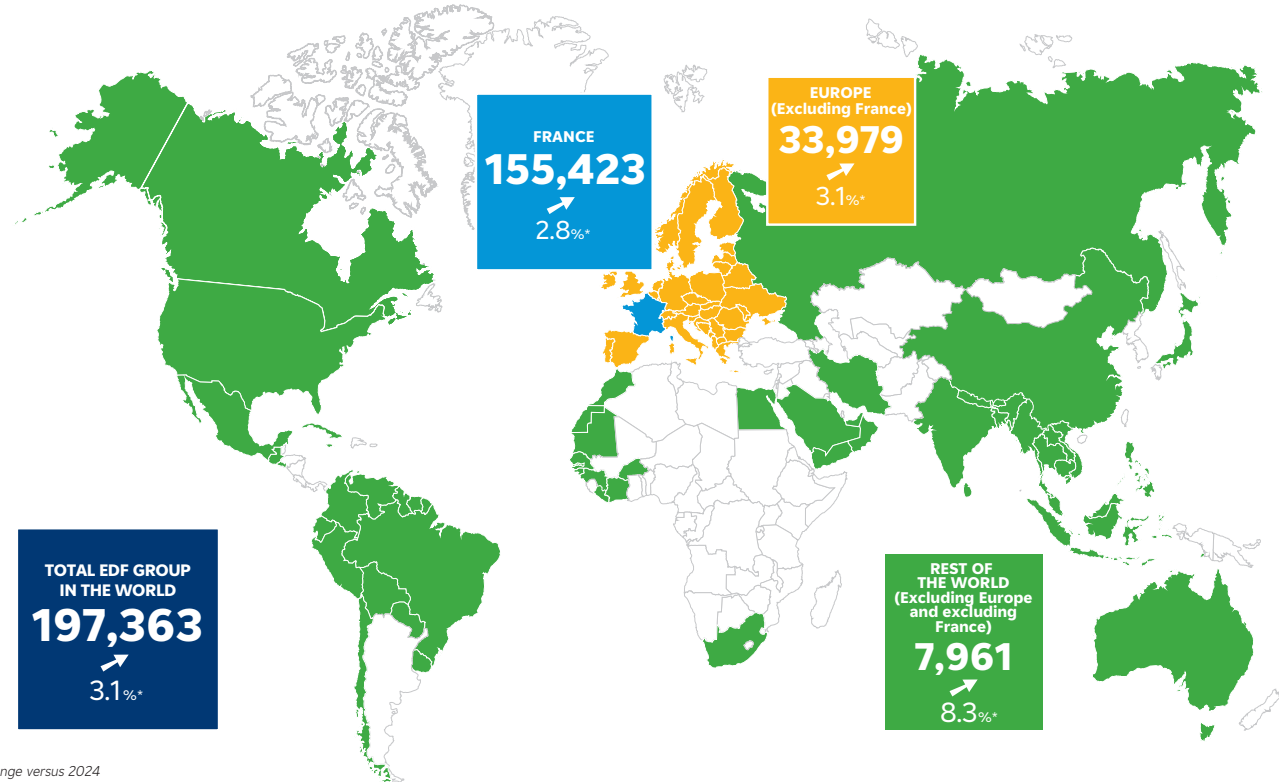 FRANCE
155,423
2.8%*
EUROPE
(Excluding France)
33,979
3.1%*
TOTAL EDF GROUP
IN THE WORLD
197,363
3.1%*
REST OF
THE WORLD
(Excluding Europe
and excluding
France)
7,961
8.3%*
versus 2024